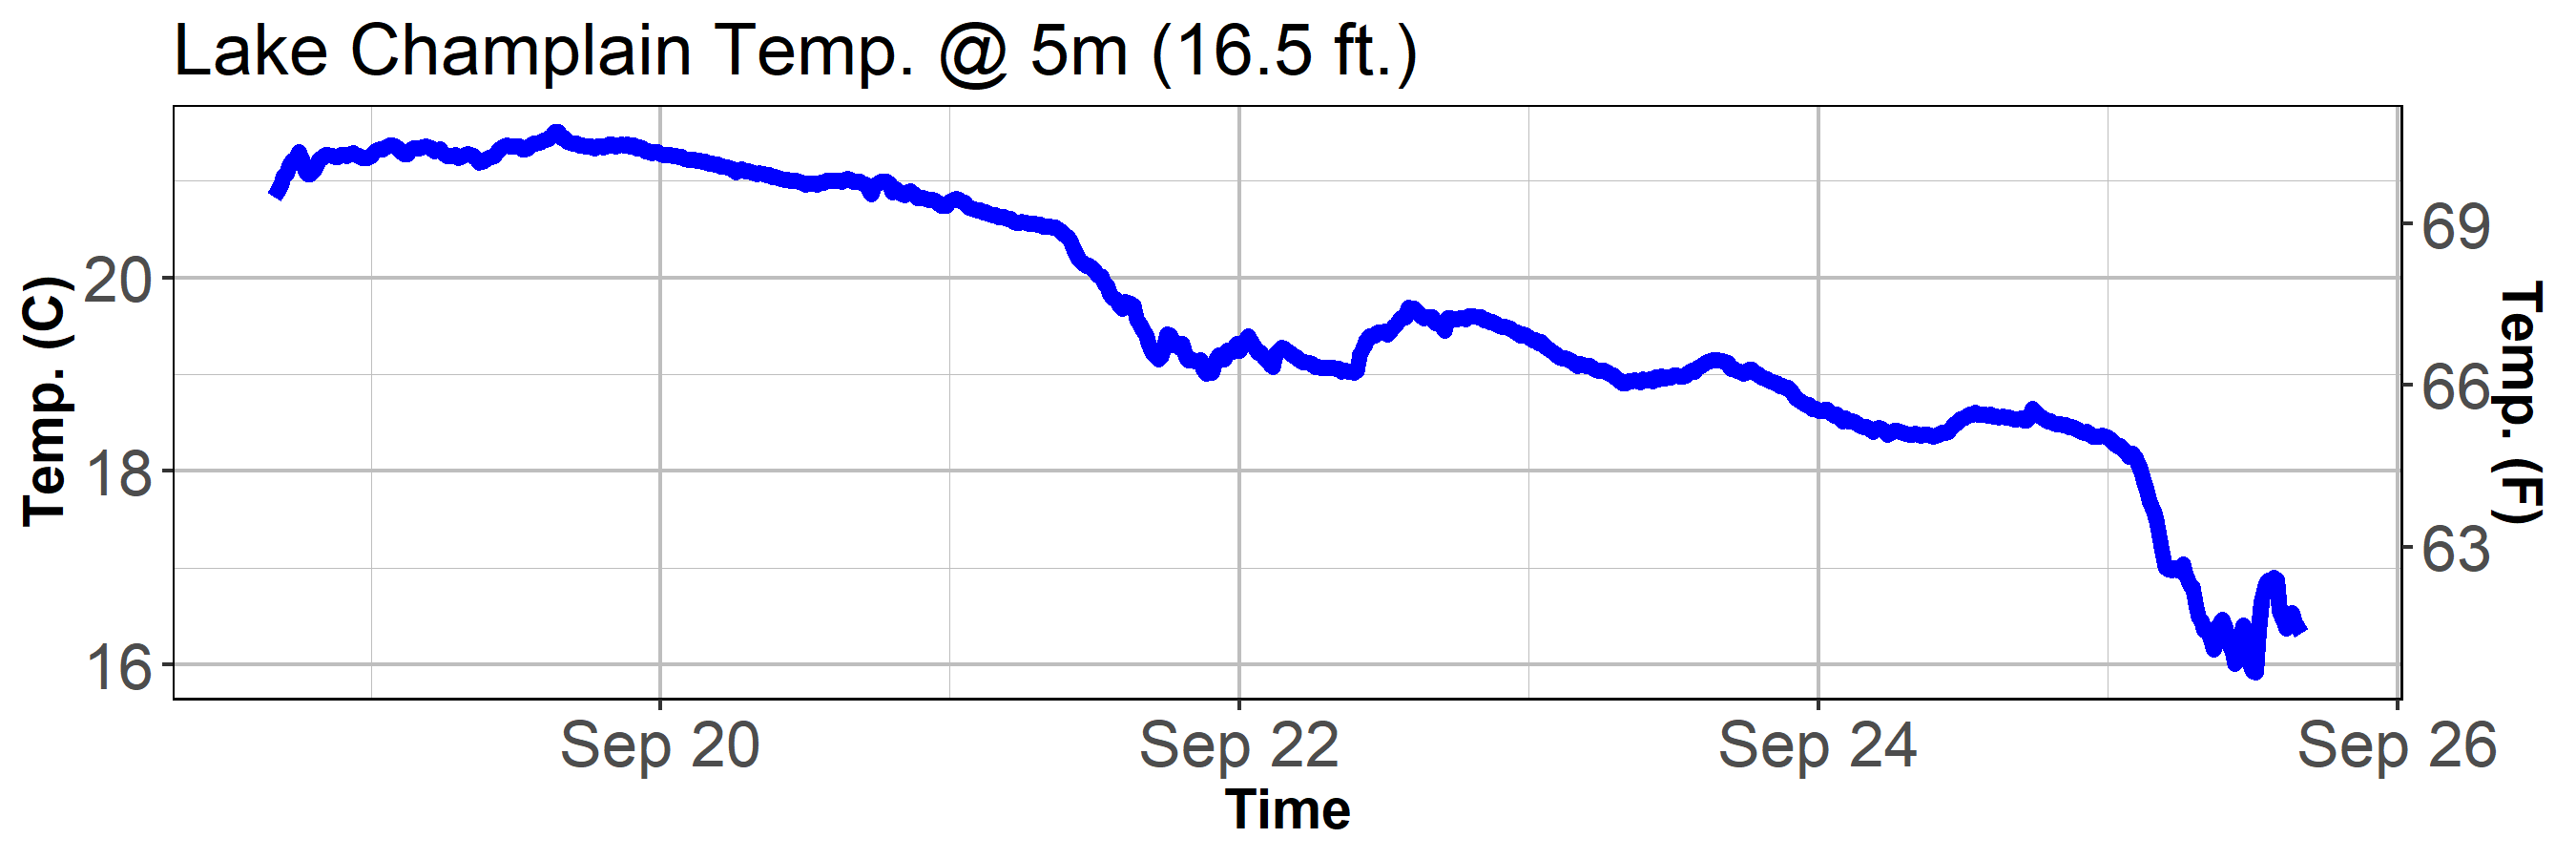 Lake Champlain Temp. @ 5m (16.5 ft.)
Temp. (C)
20
18
16
69
66
63
Temp. (F)
Sep 20 Sep 22 Sep 24 Sep 26
Time